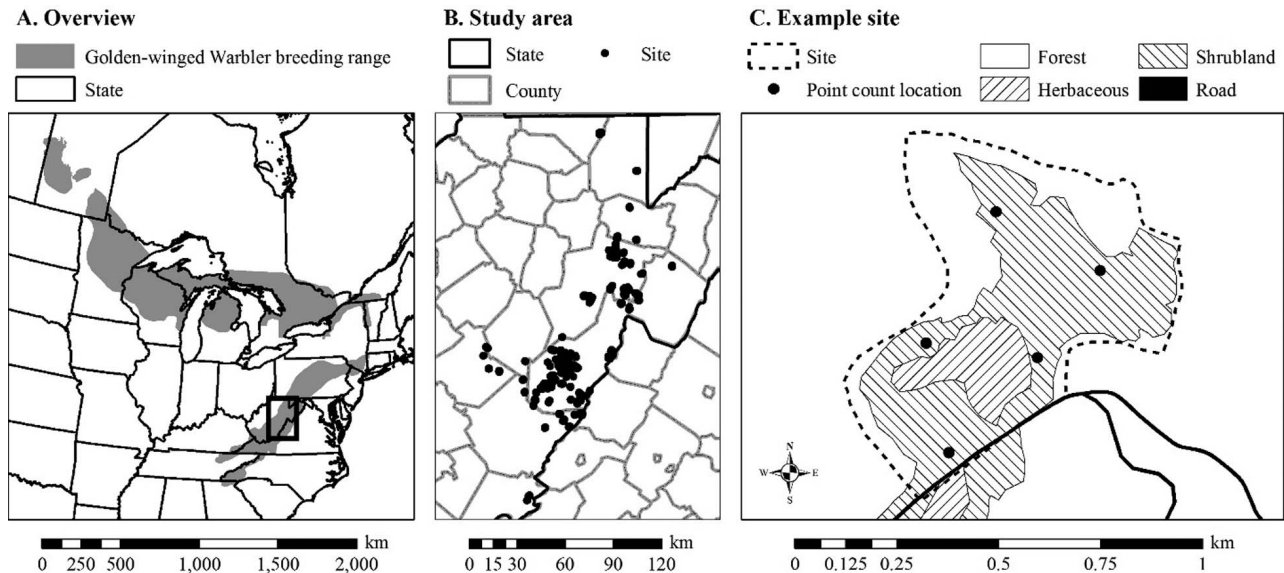 A. Overview
Golden-winged Warbler breeding range
State
B. Study area
State
Site
County
C. Example site
Site
Forest
Shrubland
Point count location
Herbaceous
Road
N
W E
S
km
0 250 500 1,000 1,500 2,000
km
0 15 30 60 90 120
km
0 0.125 0.25 0.5 0.75 1